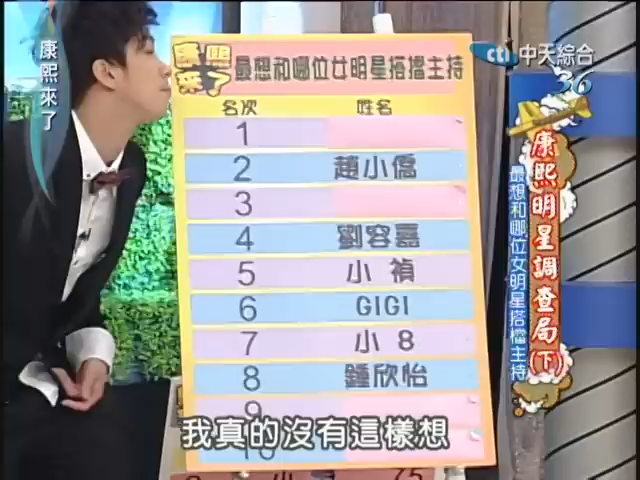 康熙來了
康熙來了
最想和哪位女明星搭擋主持
cti 中天綜合
36
名次 姓名
1
2 趙小僑
3
4 劉容嘉
5 小禎
6 GIGI
7 小8
8 鍾欣怡
9
10
康熙明星調查局(下)
最想和哪位女明星搭檔主持
我真的沒有這樣想